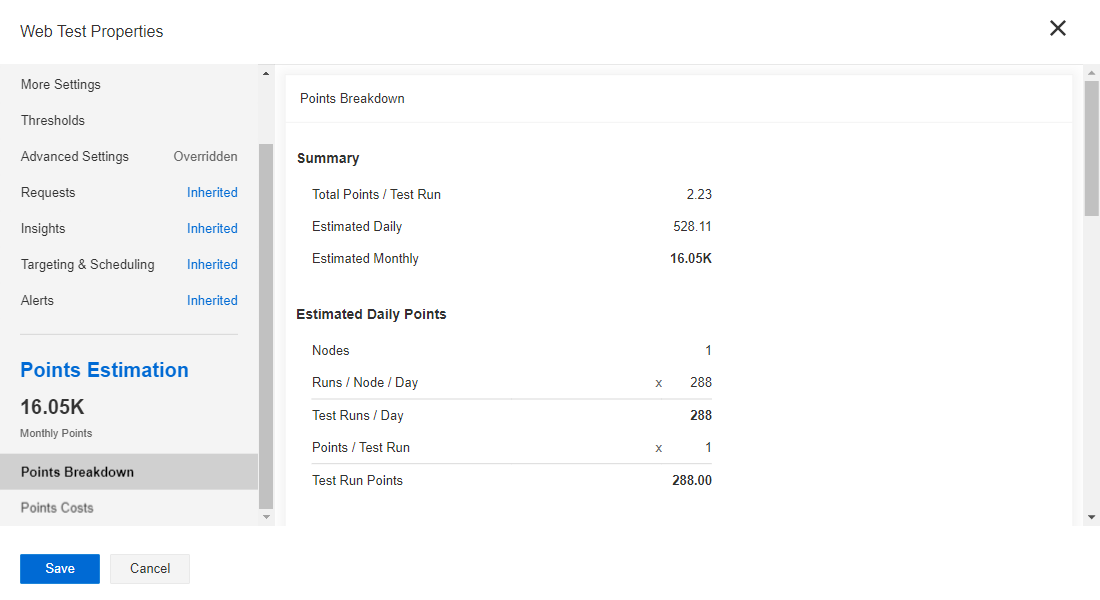 Web Test Properties
More Settings
Thresholds
Advanced Settings Overridden
Requests Inherited
Insights Inherited
Targeting & Scheduling Inherited
Alerts Inherited
Points Estimation
16.05K
Monthly Points
Points Breakdown
Points Costs
Points Breakdown
Summary
Total Points / Test Run 2.23
Estimated Daily 528.11
Estimated Monthly 16.05K
Estimated Daily Points
Nodes 1
Runs / Node / Day x 288
Test Runs / Day 288
Points / Test Run x 1
Test Run Points 288.00
Save Cancel